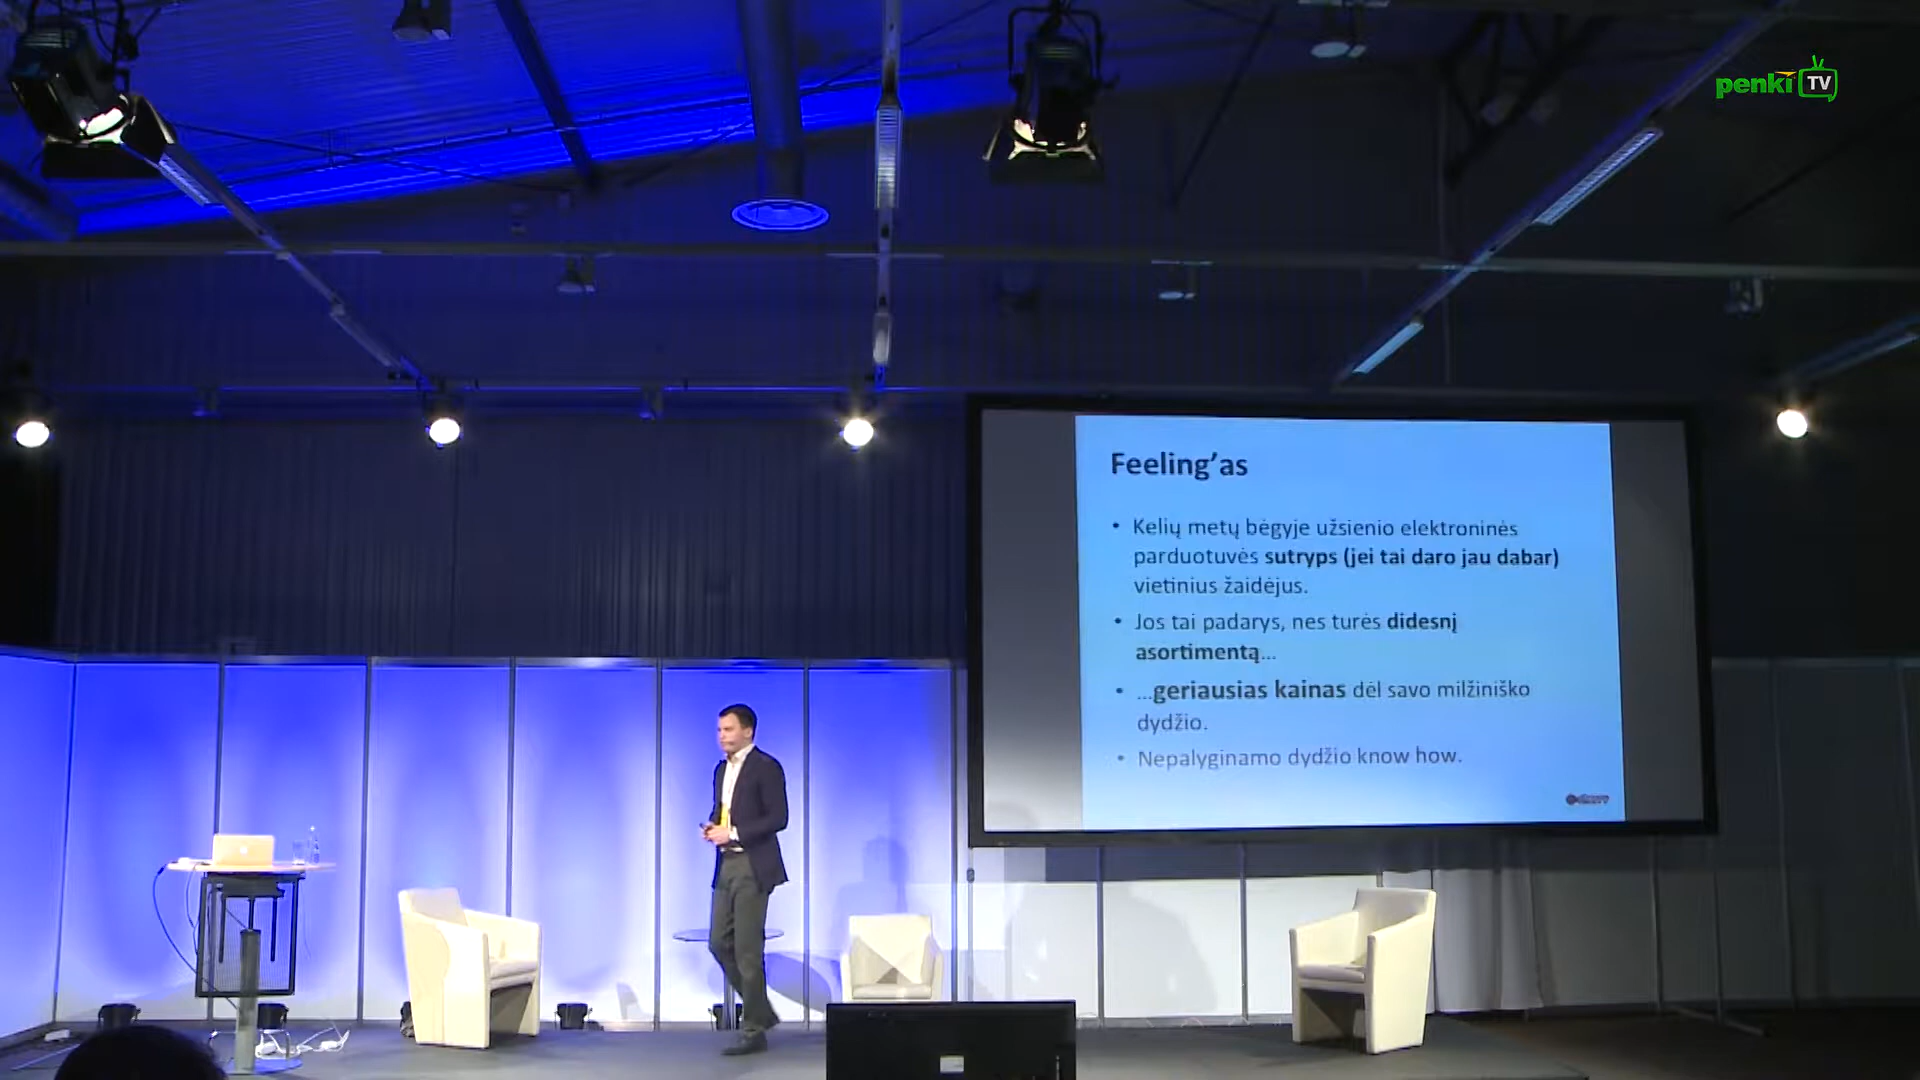 penki TV
Feeling’as
• Kelių metų bėgyje užsienio elektroninės
parduotuvės sutryps (jei tai daro jau dabar)
vietinius žaidėjus.
• Jos tai padarys, nes turės didesnį
asortimentą...
• ...geriausias kainas dėl savo milžiniško
dydžio.
• Nepalyginamo dydžio know how.